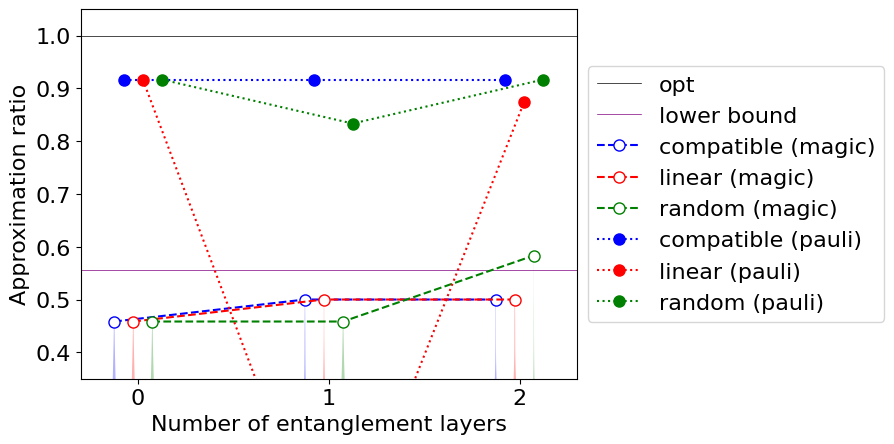 1.0
0.9
0.8
0.7
0.6
0.5
0.4
Approximation ratio
0 1 2
Number of entanglement layers
opt
lower bound
compatible (magic)
linear (magic)
random (magic)
compatible (pauli)
linear (pauli)
random (pauli)